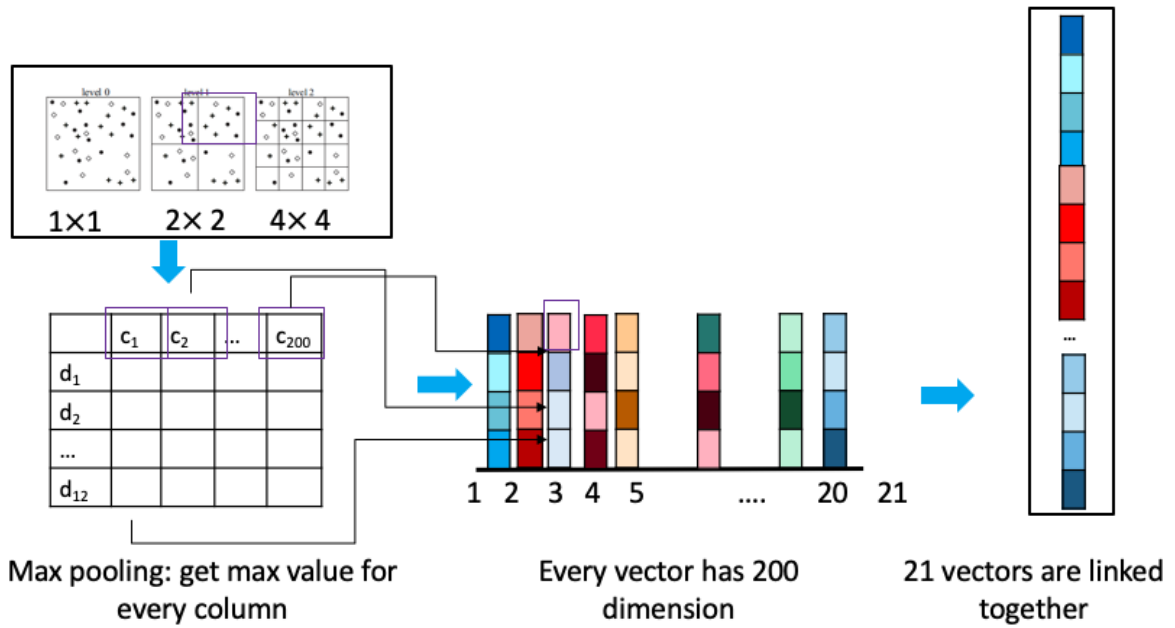 level 0 level 1 level 2
1×1 2× 2 4× 4
c1 c2 ... c200
d1
d2
...
d12
1 2 3 4 5 .... 20 21
...
Max pooling: get max value for
every column
Every vector has 200
dimension
21 vectors are linked
together